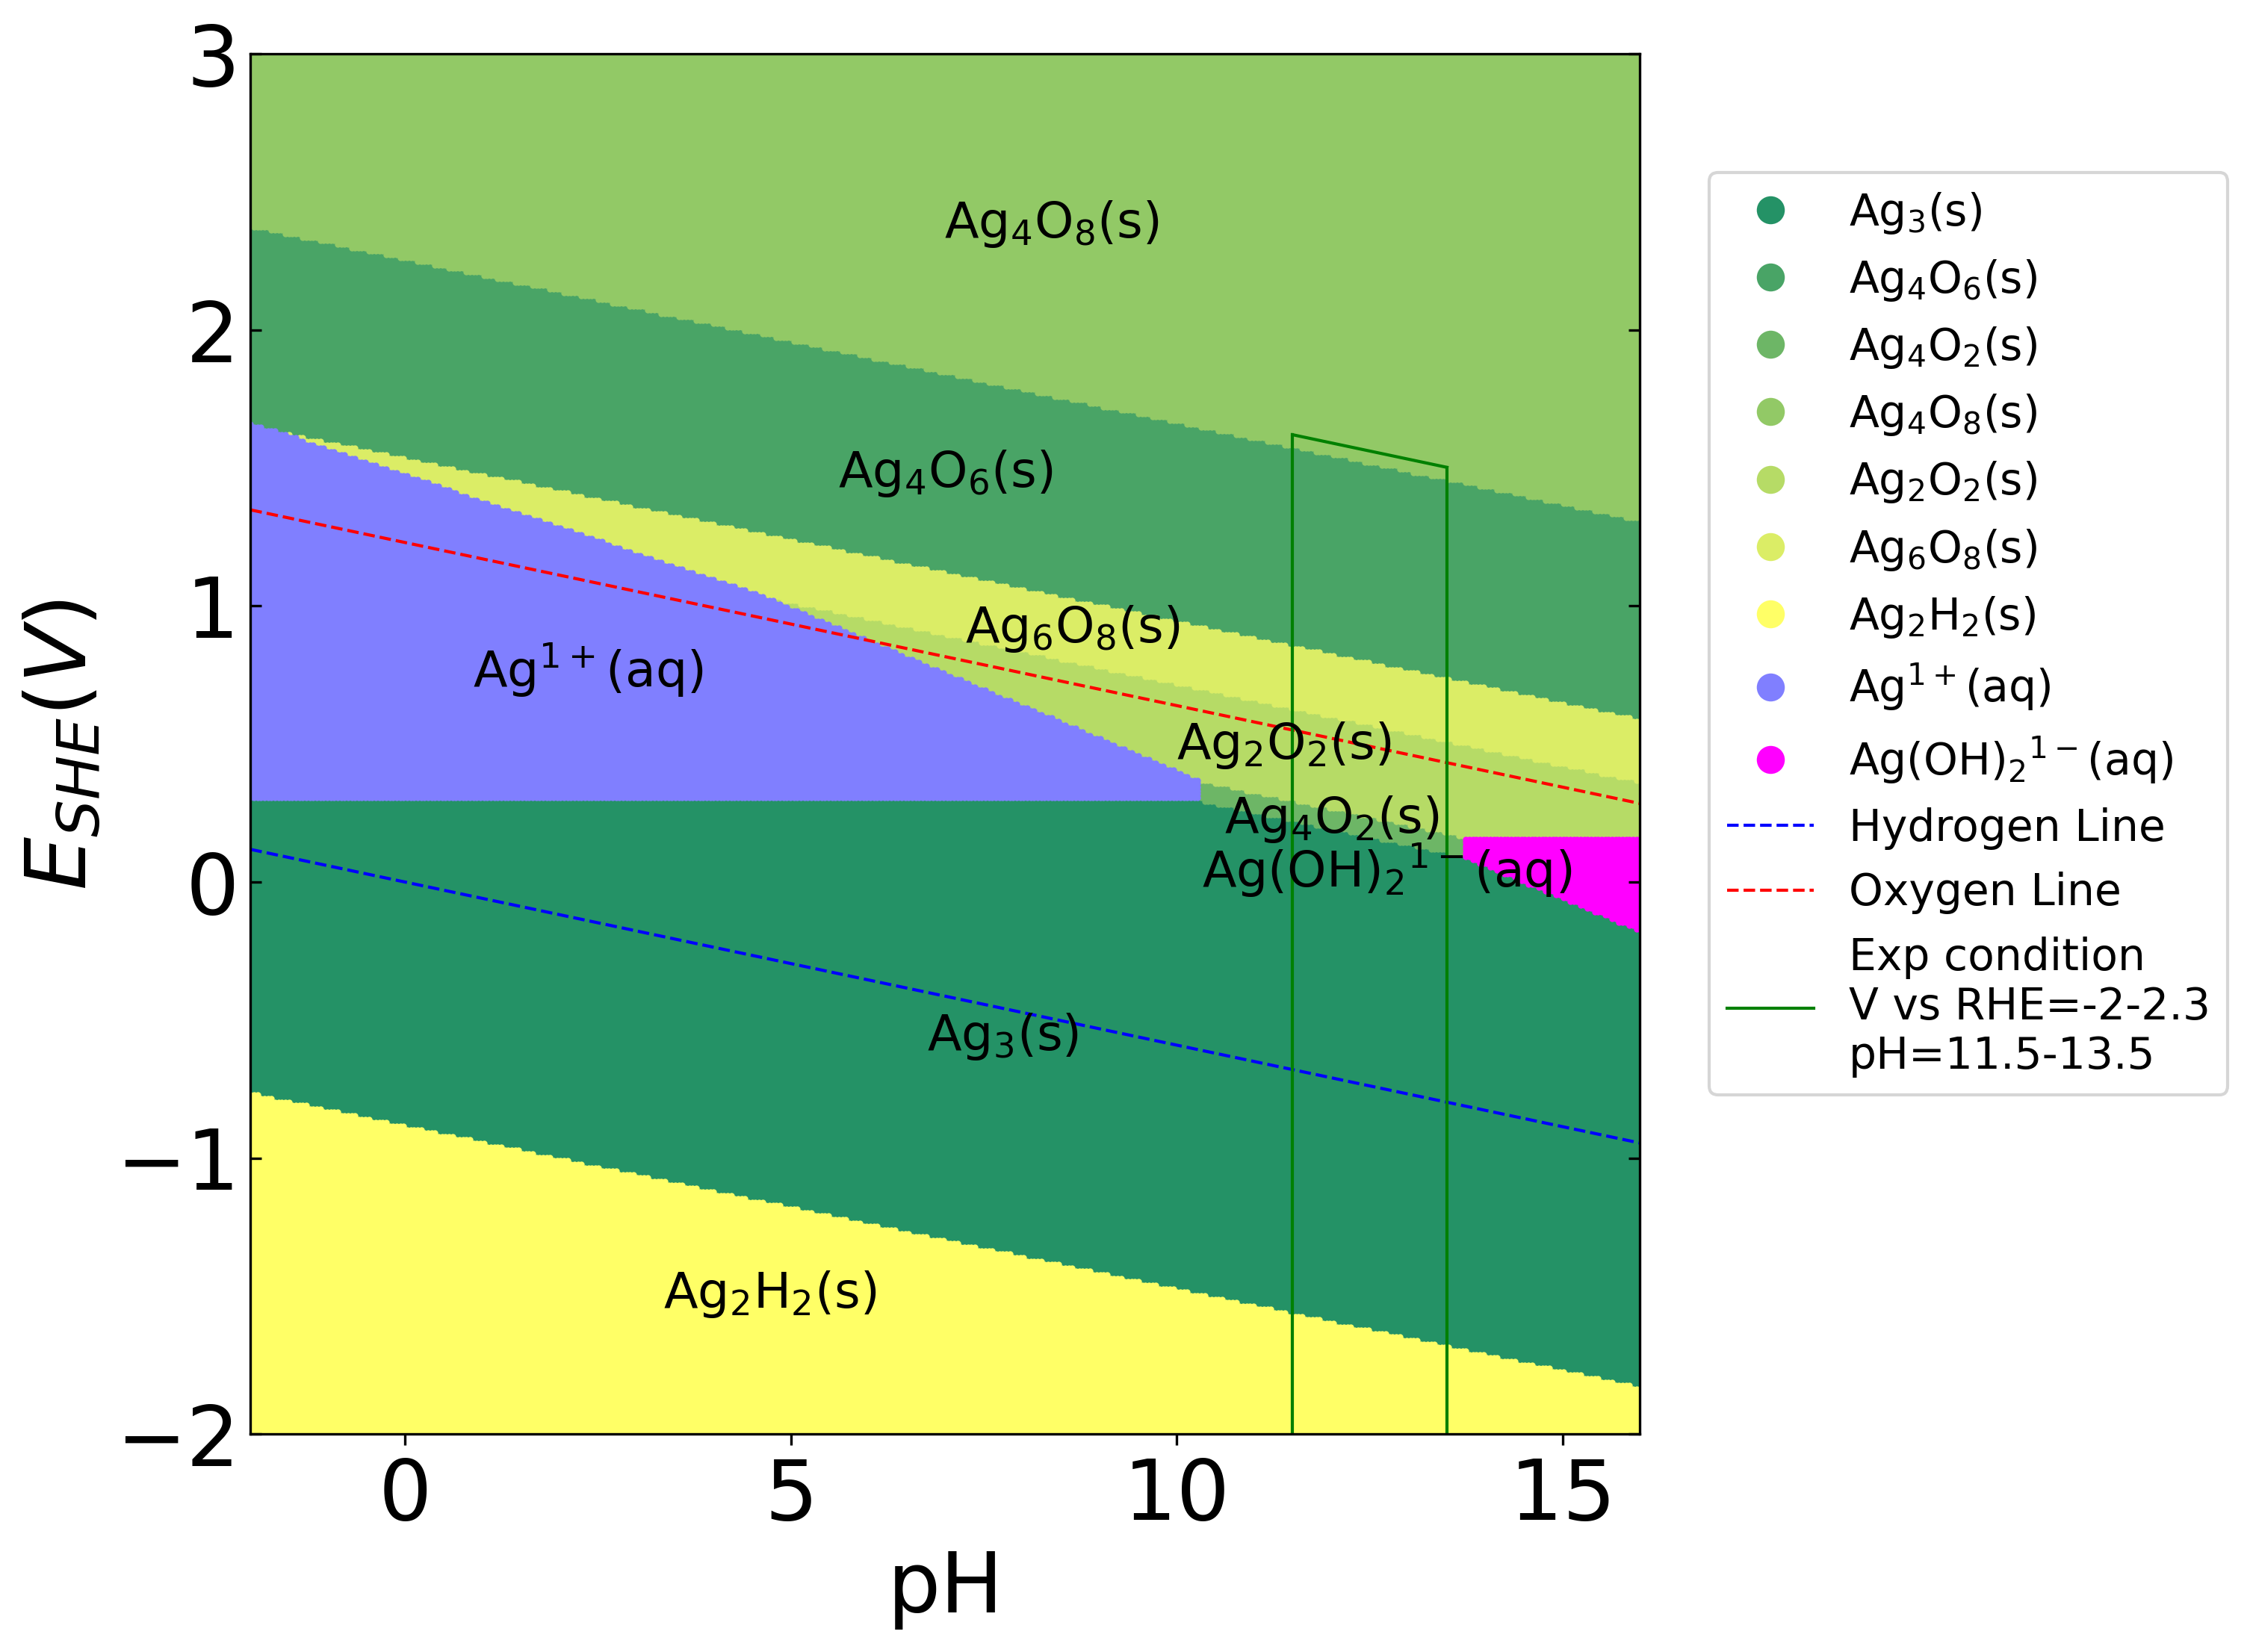 3
2
1
0
−1
−2
0 5 10 15
E_SHE(V)
pH
Ag₄O₈(s)
Ag₄O₆(s)
Ag₆O₈(s)
Ag¹⁺(aq)
Ag₂O₂(s)
Ag₄O₂(s)
Ag(OH)₂¹⁻(aq)
Ag₃(s)
Ag₂H₂(s)
Ag₃(s)
Ag₄O₆(s)
Ag₄O₂(s)
Ag₄O₈(s)
Ag₂O₂(s)
Ag₆O₈(s)
Ag₂H₂(s)
Ag¹⁺(aq)
Ag(OH)₂¹⁻(aq)
Hydrogen Line
Oxygen Line
Exp condition
V vs RHE=-2-2.3
pH=11.5-13.5